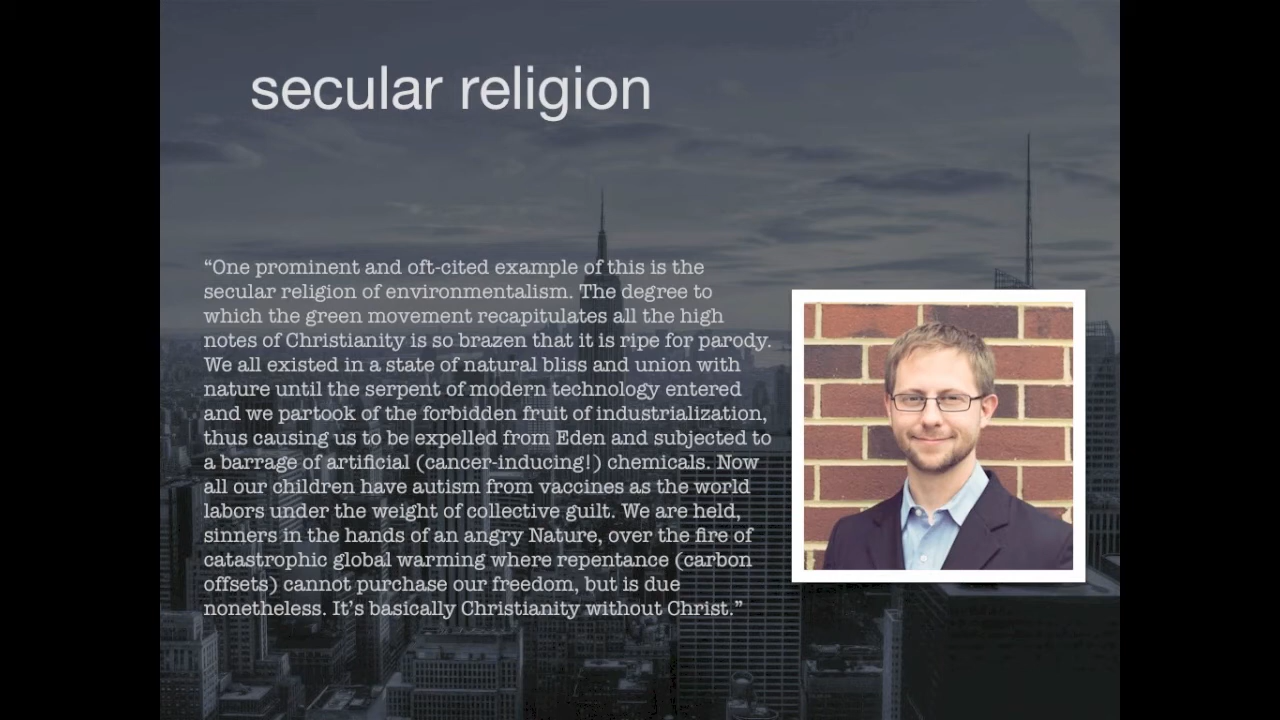 secular religion
“One prominent and oft-cited example of this is the
secular religion of environmentalism. The degree to
which the green movement recapitulates all the high
notes of Christianity is so brazen that it is ripe for parody.
We all existed in a state of natural bliss and union with
nature until the serpent of modern technology entered
and we partook of the forbidden fruit of industrialization,
thus causing us to be expelled from Eden and subjected to
a barrage of artificial (cancer-inducing!) chemicals. Now
all our children have autism from vaccines as the world
labors under the weight of collective guilt. We are held,
sinners in the hands of an angry Nature, over the fire of
catastrophic global warming where repentance (carbon
offsets) cannot purchase our freedom, but is due
nonetheless. It’s basically Christianity without Christ.”